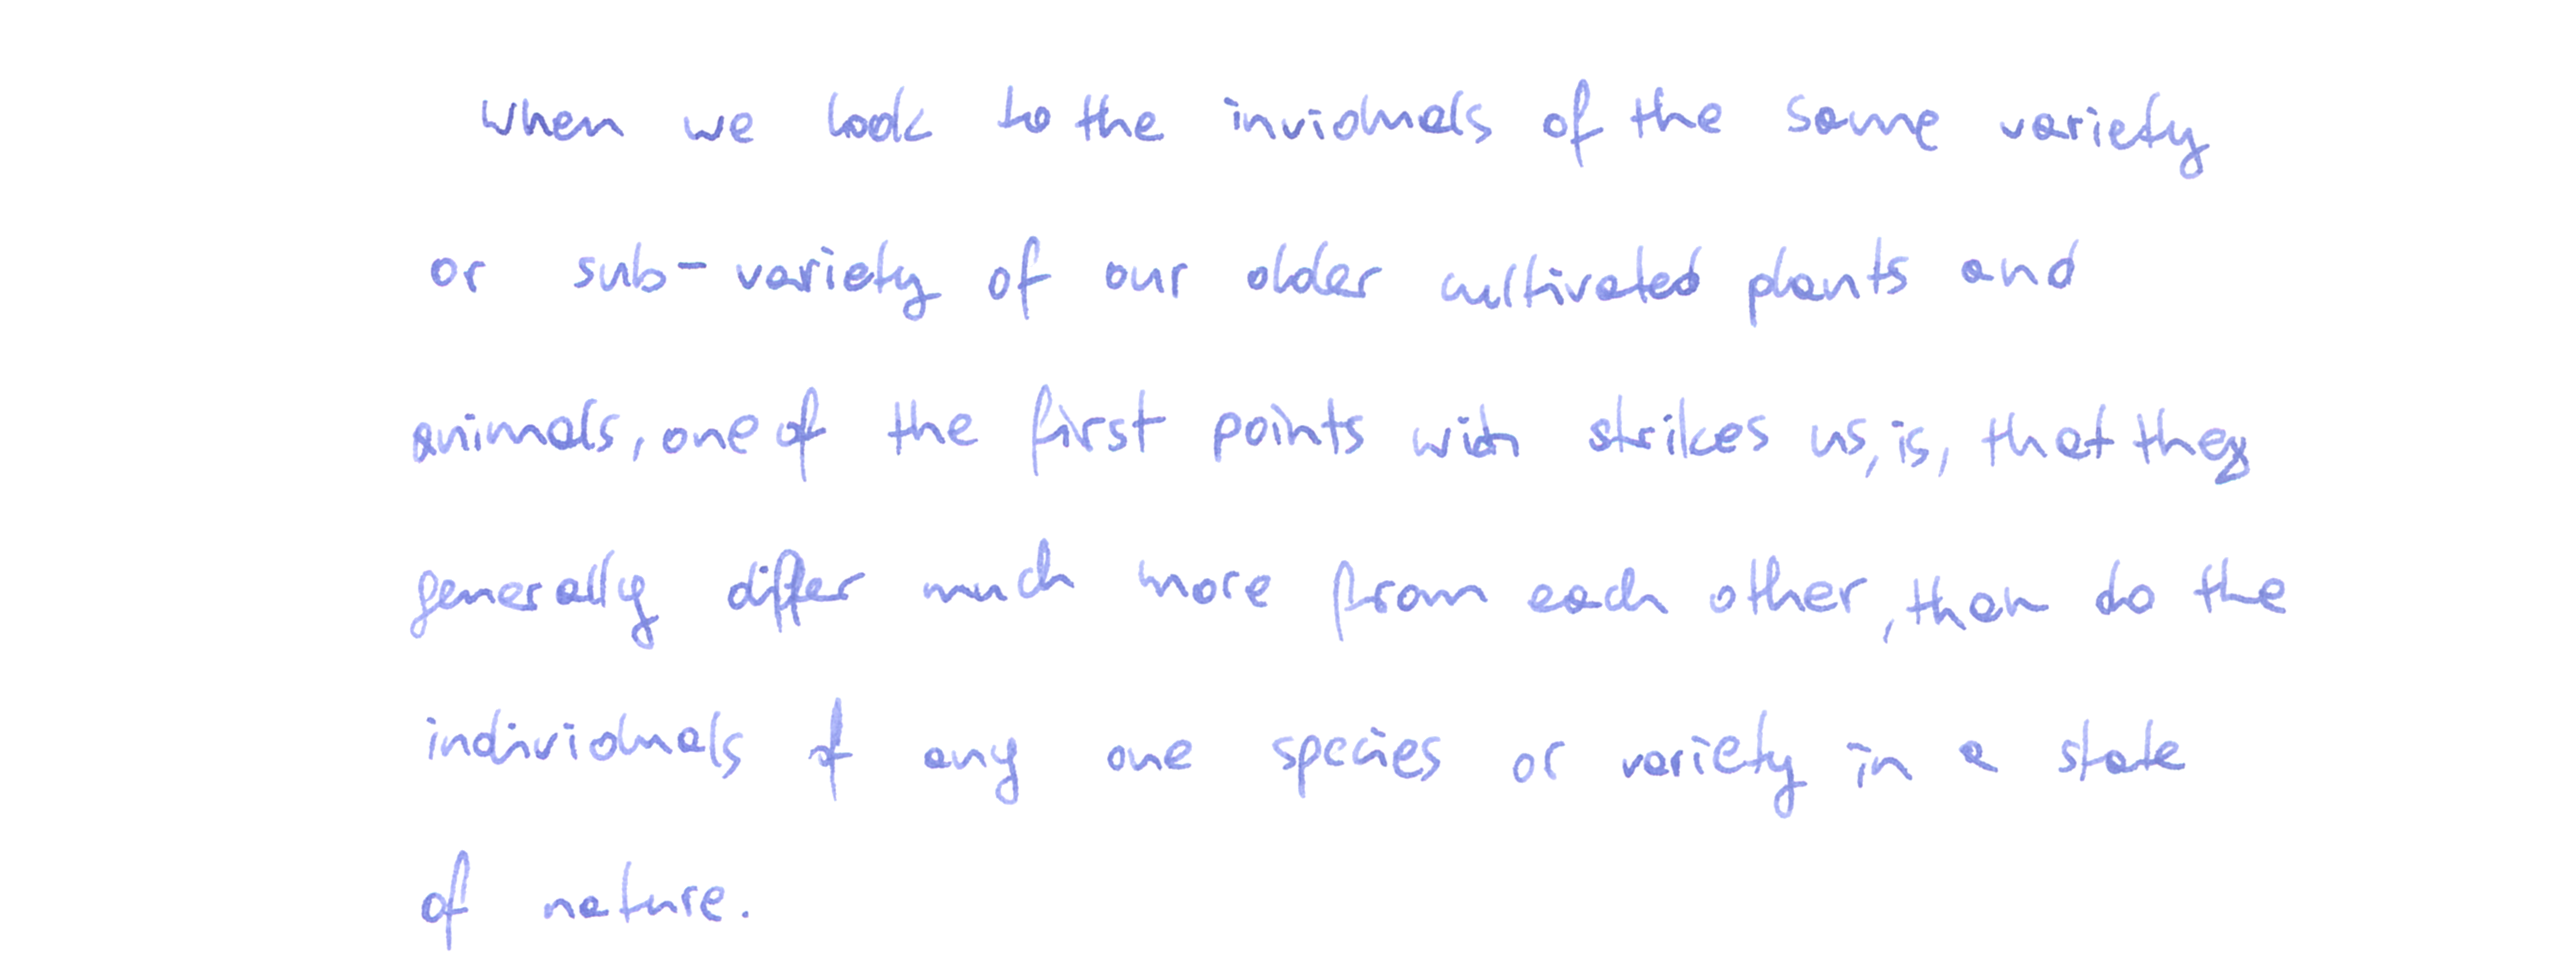 When we look to the inviduals of the same variety
or sub-variety of our older cultivated plants and
animals, one of the first points wich strikes us, is, that they
generally differ much more from each other, than do the
individuals of any one species or variety in a state
of nature.